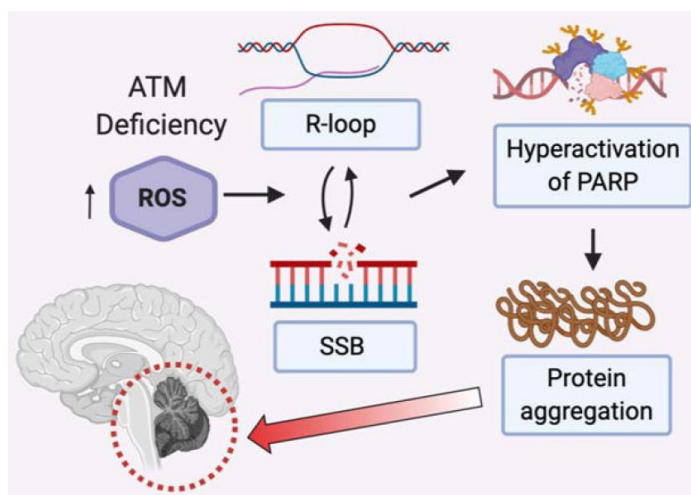 ATM
Deficiency
ROS
R-loop
SSB
Hyperactivation
of PARP
Protein
aggregation